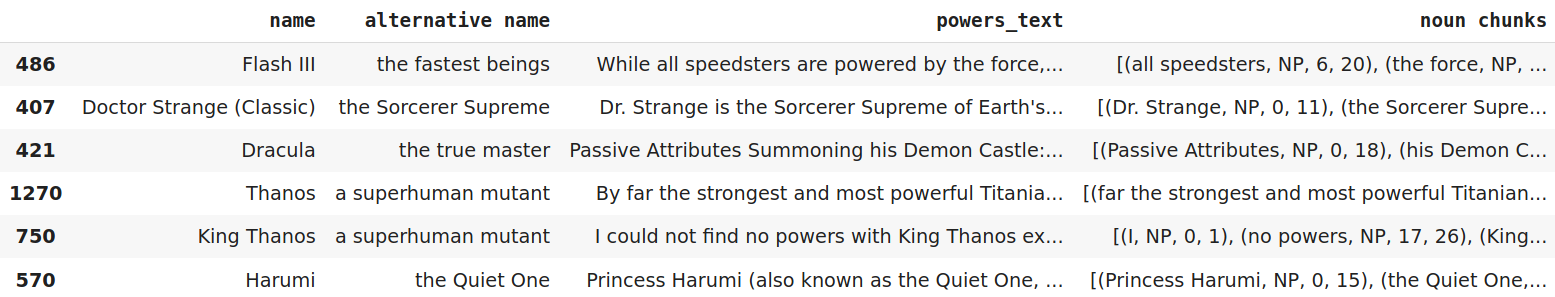 name alternative name powers_text noun chunks
486 Flash III the fastest beings While all speedsters are powered by the force,... [(all speedsters, NP, 6, 20), (the force, NP, ...
407 Doctor Strange (Classic) the Sorcerer Supreme Dr. Strange is the Sorcerer Supreme of Earth's... [(Dr. Strange, NP, 0, 11), (the Sorcerer Supre...
421 Dracula the true master Passive Attributes Summoning his Demon Castle:... [(Passive Attributes, NP, 0, 18), (his Demon C...
1270 Thanos a superhuman mutant By far the strongest and most powerful Titania... [(far the strongest and most powerful Titanian...
750 King Thanos a superhuman mutant I could not find no powers with King Thanos ex... [(I, NP, 0, 1), (no powers, NP, 17, 26), (King...
570 Harumi the Quiet One Princess Harumi (also known as the Quiet One, ... [(Princess Harumi, NP, 0, 15), (the Quiet One,...